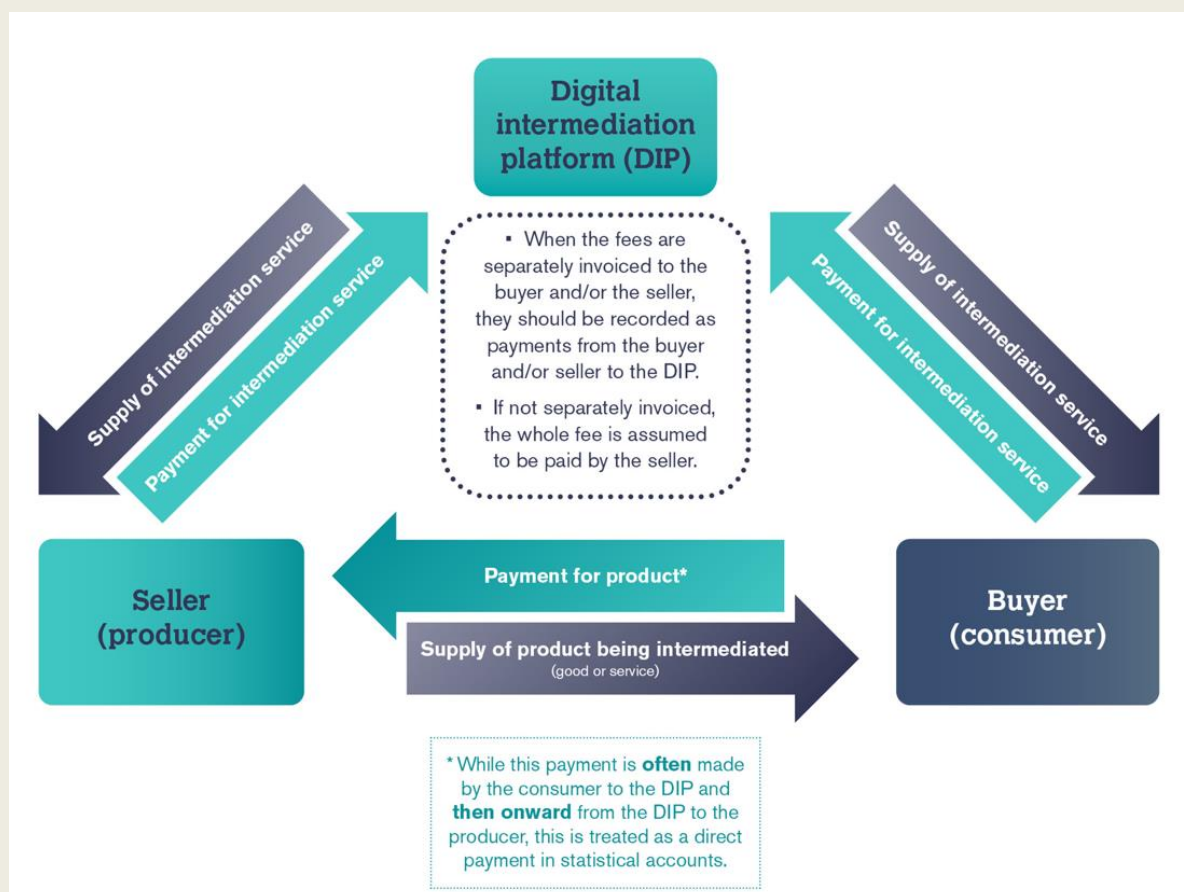 Digital
intermediation
platform (DIP)
Supply of intermediation service
Payment for intermediation service
▪ When the fees are
separately invoiced to the
buyer and/or the seller,
they should be recorded as
payments from the buyer
and/or seller to the DIP.
▪ If not separately invoiced,
the whole fee is assumed
to be paid by the seller.
Supply of intermediation service
Payment for intermediation service
Seller
(producer)
Payment for product*
Supply of product being intermediated
(good or service)
Buyer
(consumer)
* While this payment is often made
by the consumer to the DIP and
then onward from the DIP to the
producer, this is treated as a direct
payment in statistical accounts.